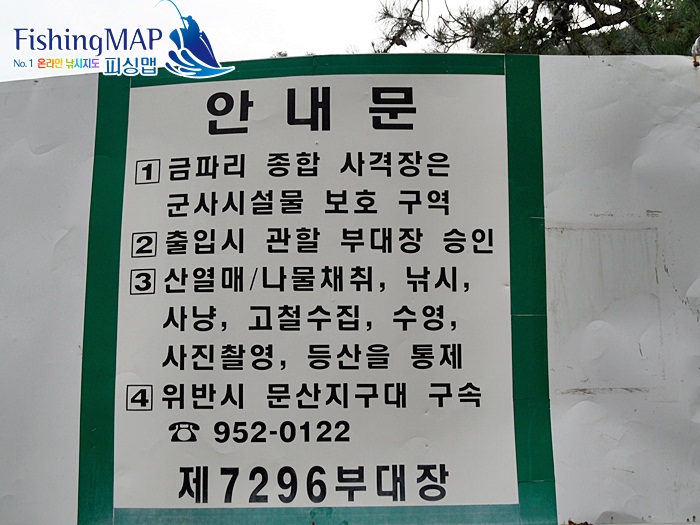 FishingMAP
No.1 온라인 낚시지도 피싱맵
안내문
1 금파리 종합 사격장은
군사시설물 보호 구역
2 출입시 관할 부대장 승인
3 산열매/나물채취, 낚시,
사냥, 고철수집, 수영,
사진촬영, 등산을 통제
4 위반시 문산지구대 구속
☎ 952-0122
제7296부대장